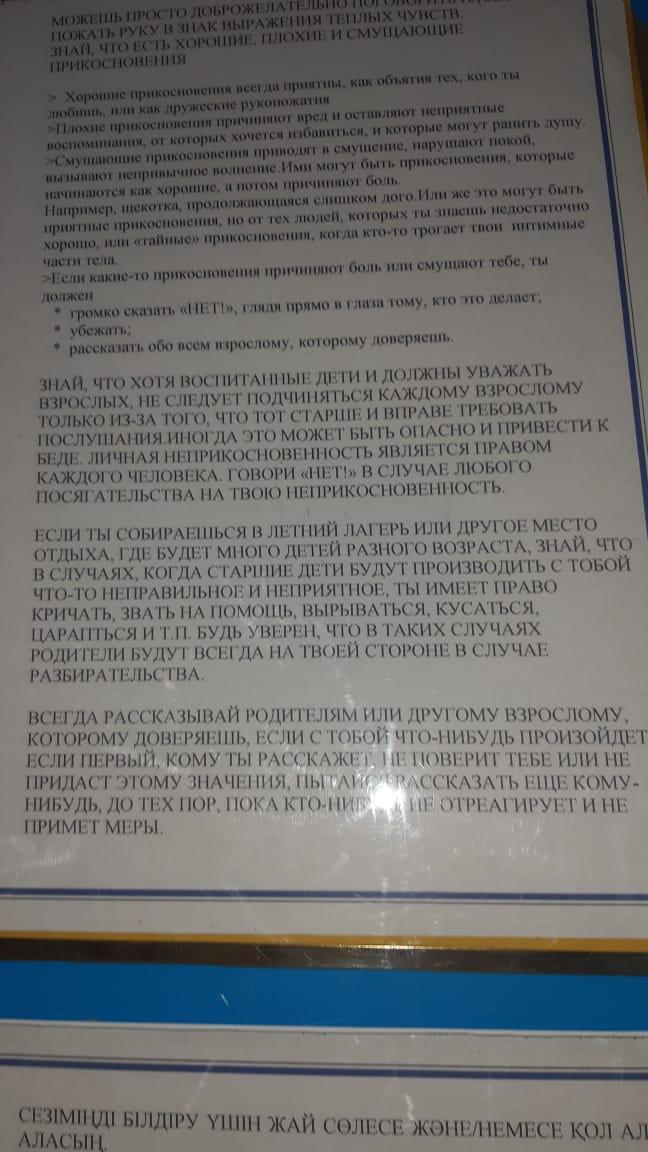 МОЖЕШЬ ПРОСТО ДОБРОЖЕЛАТЕЛЬНО
ПОЖАТЬ РУКУ В ЗНАК ВЫРАЖЕНИЯ ТЕПЛЫХ ЧУВСТВ.
ЗНАЙ, ЧТО ЕСТЬ ХОРОШИЕ, ПЛОХИЕ И СМУЩАЮЩИЕ
ПРИКОСНОВЕНИЯ
> Хорошие прикосновения всегда приятны, как объятия тех, кого ты
любишь, или как дружеские рукопожатия
>Плохие прикосновения причиняют вред и оставляют неприятные
воспоминания, от которых хочется избавиться, и которые могут ранить душу.
>Смущающие прикосновения приводят в смущение, нарушают покой,
вызывают непривычное волнение.Ими могут быть прикосновения, которые
начинаются как хорошие, а потом причиняют боль.
Например, щекотка, продолжающаяся слишком дого.Или же это могут быть
приятные прикосновения, но от тех людей, которых ты знаешь недостаточно
хорошо, или «тайные» прикосновения, когда кто-то трогает твои интимные
части тела.
>Если какие-то прикосновения причиняют боль или смущают тебе, ты
должен
* громко сказать «НЕТ!», глядя прямо в глаза тому, кто это делает;
* убежать;
* рассказать обо всем взрослому, которому доверяешь.
ЗНАЙ, ЧТО ХОТЯ ВОСПИТАННЫЕ ДЕТИ И ДОЛЖНЫ УВАЖАТЬ
ВЗРОСЛЫХ, НЕ СЛЕДУЕТ ПОДЧИНЯТЬСЯ КАЖДОМУ ВЗРОСЛОМУ
ТОЛЬКО ИЗ-ЗА ТОГО, ЧТО ТОТ СТАРШЕ И ВПРАВЕ ТРЕБОВАТЬ
ПОСЛУШАНИЯ.ИНОГДА ЭТО МОЖЕТ БЫТЬ ОПАСНО И ПРИВЕСТИ К
БЕДЕ. ЛИЧНАЯ НЕПРИКОСНОВЕННОСТЬ ЯВЛЯЕТСЯ ПРАВОМ
КАЖДОГО ЧЕЛОВЕКА. ГОВОРИ «НЕТ!» В СЛУЧАЕ ЛЮБОГО
ПОСЯГАТЕЛЬСТВА НА ТВОЮ НЕПРИКОСНОВЕННОСТЬ.
ЕСЛИ ТЫ СОБИРАЕШЬСЯ В ЛЕТНИЙ ЛАГЕРЬ ИЛИ ДРУГОЕ МЕСТО
ОТДЫХА, ГДЕ БУДЕТ МНОГО ДЕТЕЙ РАЗНОГО ВОЗРАСТА, ЗНАЙ, ЧТО
В СЛУЧАЯХ, КОГДА СТАРШИЕ ДЕТИ БУДУТ ПРОИЗВОДИТЬ С ТОБОЙ
ЧТО-ТО НЕПРАВИЛЬНОЕ И НЕПРИЯТНОЕ, ТЫ ИМЕЕТ ПРАВО
КРИЧАТЬ, ЗВАТЬ НА ПОМОЩЬ, ВЫРЫВАТЬСЯ, КУСАТЬСЯ,
ЦАРАПТЬСЯ И Т.П. БУДЬ УВЕРЕН, ЧТО В ТАКИХ СЛУЧАЯХ
РОДИТЕЛИ БУДУТ ВСЕГДА НА ТВОЕЙ СТОРОНЕ В СЛУЧАЕ
РАЗБИРАТЕЛЬСТВА.
ВСЕГДА РАССКАЗЫВАЙ РОДИТЕЛЯМ ИЛИ ДРУГОМУ ВЗРОСЛОМУ,
КОТОРОМУ ДОВЕРЯЕШЬ, ЕСЛИ С ТОБОЙ ЧТО-НИБУДЬ ПРОИЗОЙДЕТ
ЕСЛИ ПЕРВЫЙ, КОМУ ТЫ РАССКАЖЕТ, НЕ ПОВЕРИТ ТЕБЕ ИЛИ НЕ
ПРИДАСТ ЭТОМУ ЗНАЧЕНИЯ, ПЫТАЙСЯ РАССКАЗАТЬ ЕЩЕ КОМУ-
НИБУДЬ, ДО ТЕХ ПОР, ПОКА КТО-НИБУДЬ НЕ ОТРЕАГИРУЕТ И НЕ
ПРИМЕТ МЕРЫ.
СЕЗІМІҢДІ БІЛДІРУ ҮШІН ЖАЙ СӨЛЕСЕ ЖӘНЕ/НЕМЕСЕ ҚОЛ АЛ
АЛАСЫҢ.